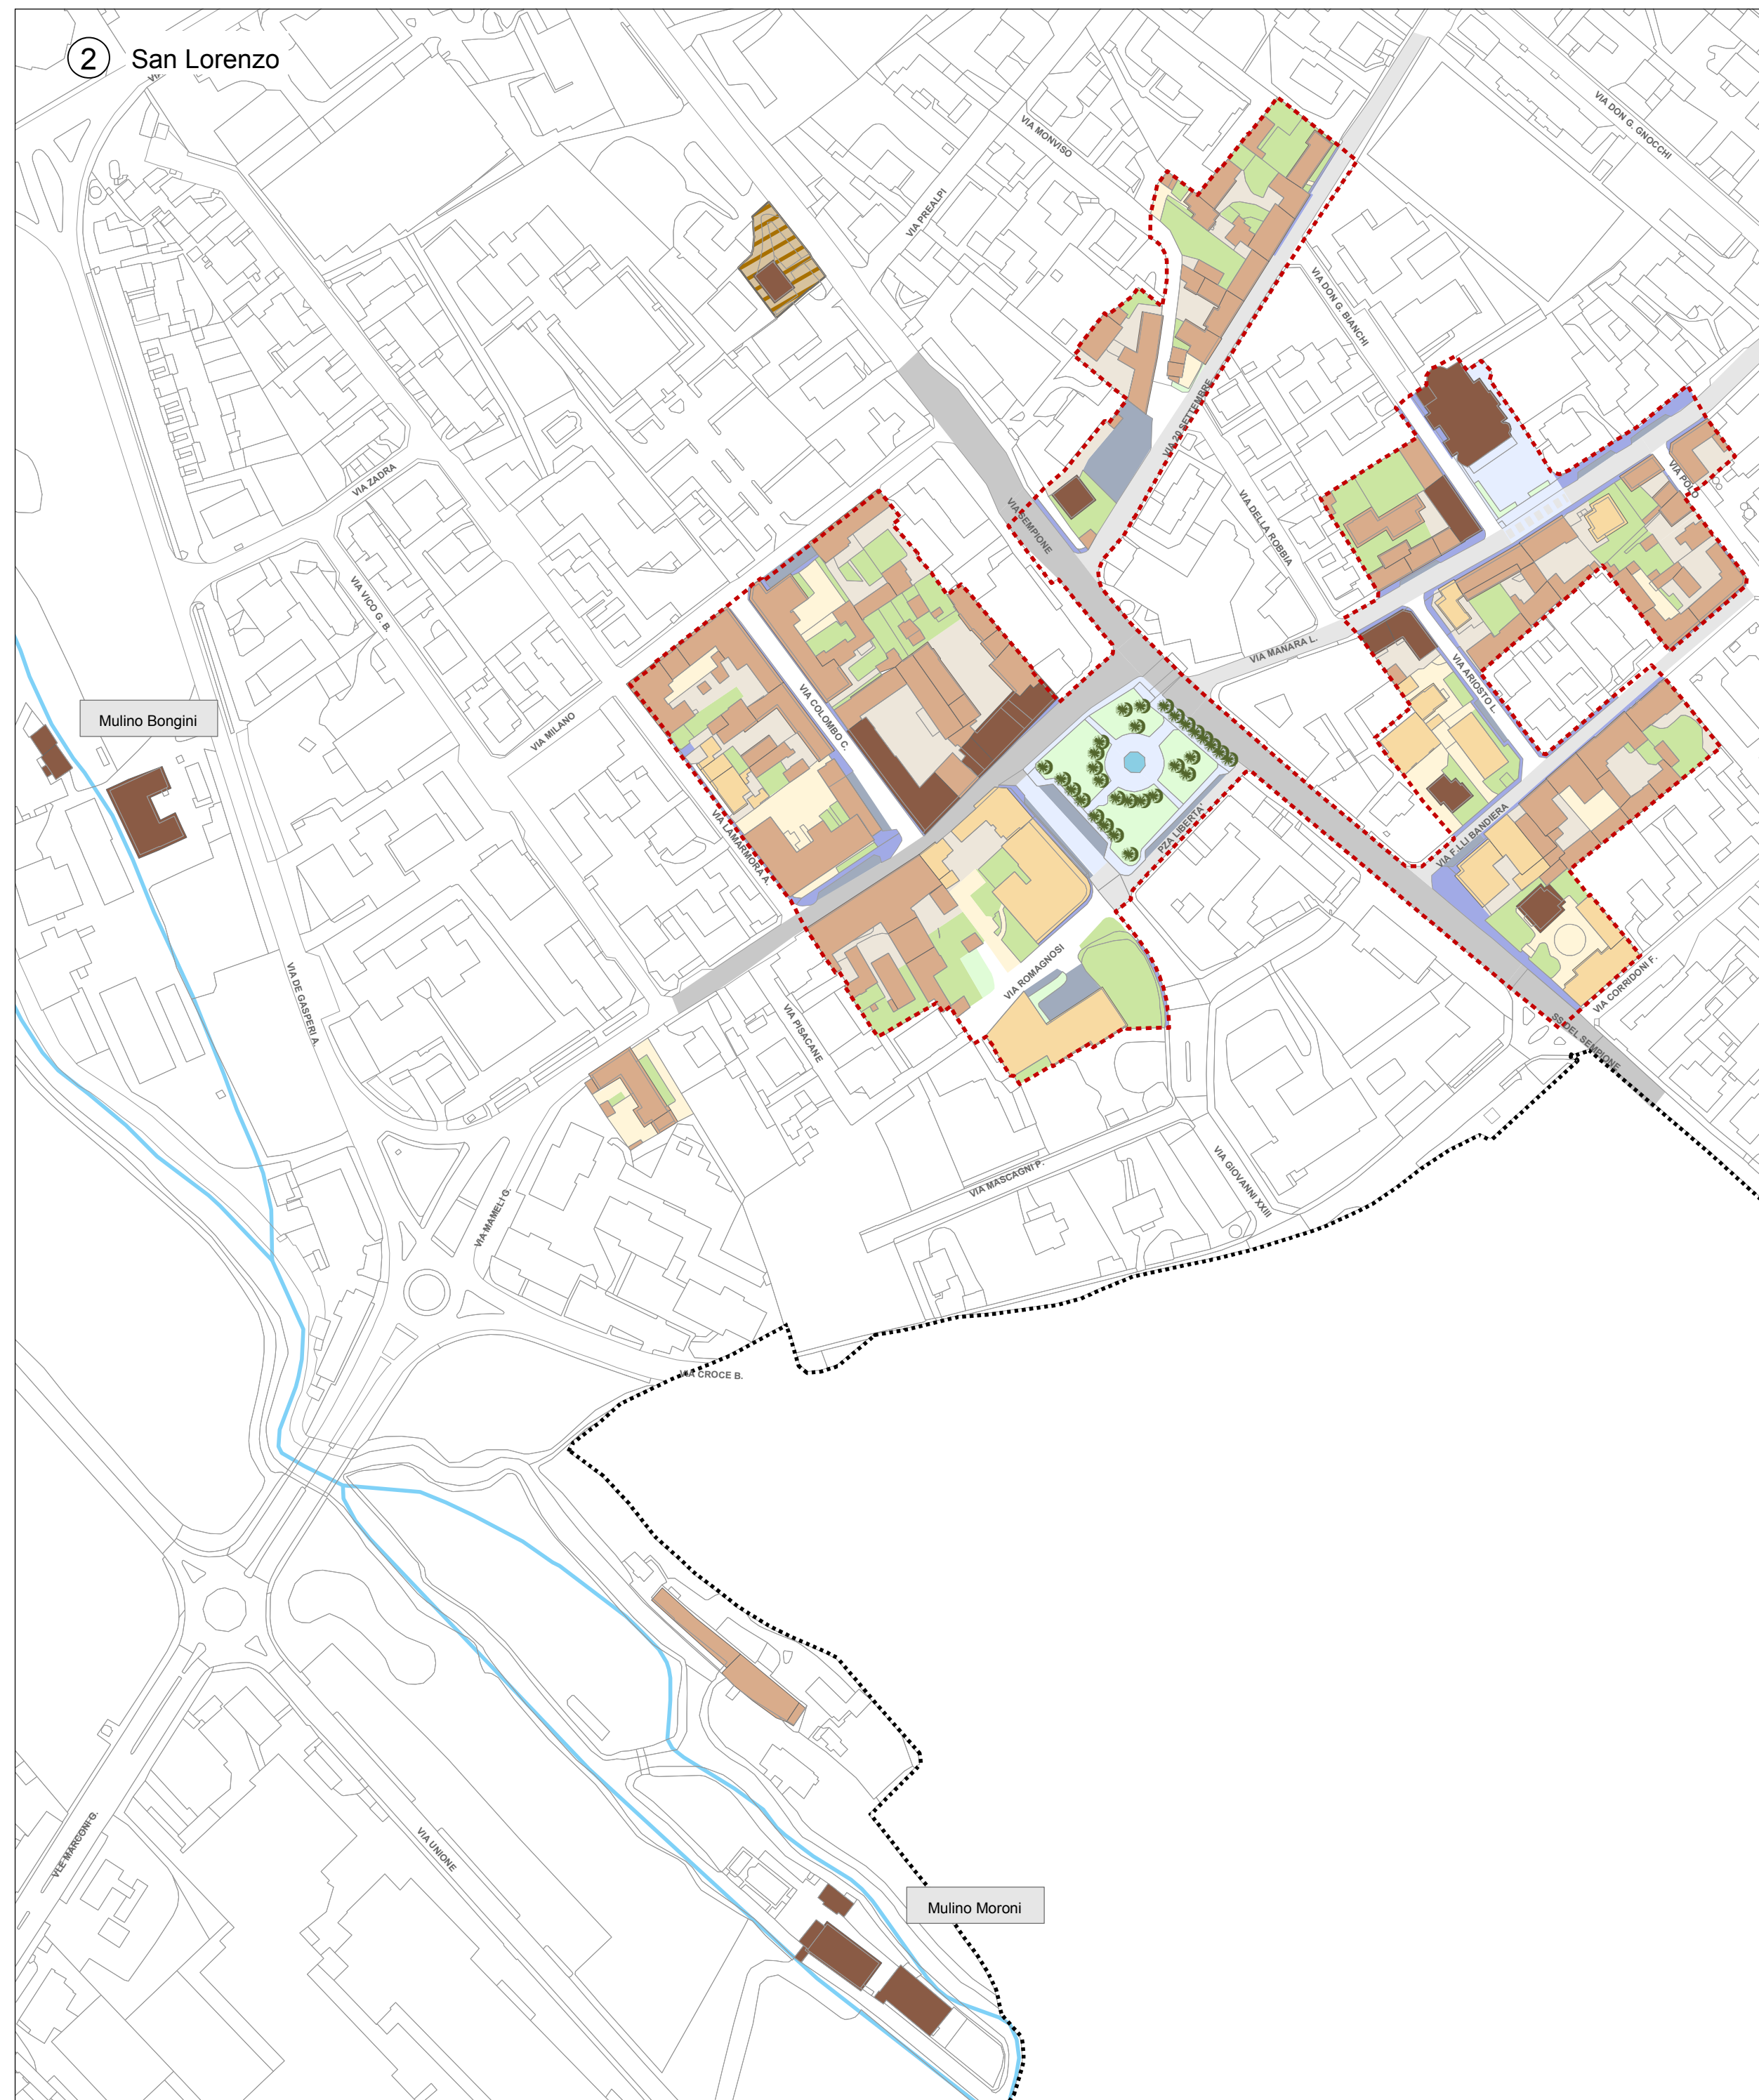 2 San Lorenzo
VIA DON G. GNOCCHI
VIA MONVISO
VIA PREALPI
VIA DON G. BIANCHI
VIA 20 SETTEMBRE
VIA ZADRA
VIA POLO
VIA SEMPIONE
VIA DELLA ROBBIA
VIA VICO G. B.
VIA MANARA L.
VIA ARIOSTO L.
Mulino Bongini
VIA COLOMBO C.
VIA MILANO
VIA LAMARMORA A.
PZA LIBERTA'
VIA F.LLI BANDIERA
VIA ROMAGNOSI
VIA DE GASPERI A.
VIA CORRIDONI F.
VIA PISACANE
SS DEL SEMPIONE
VIA MASCAGNI P.
VIA GIOVANNI XXIII
VIA MAMELI G.
VIA CROCE B.
VLE MARCONI G.
VIA UNIONE
Mulino Moroni